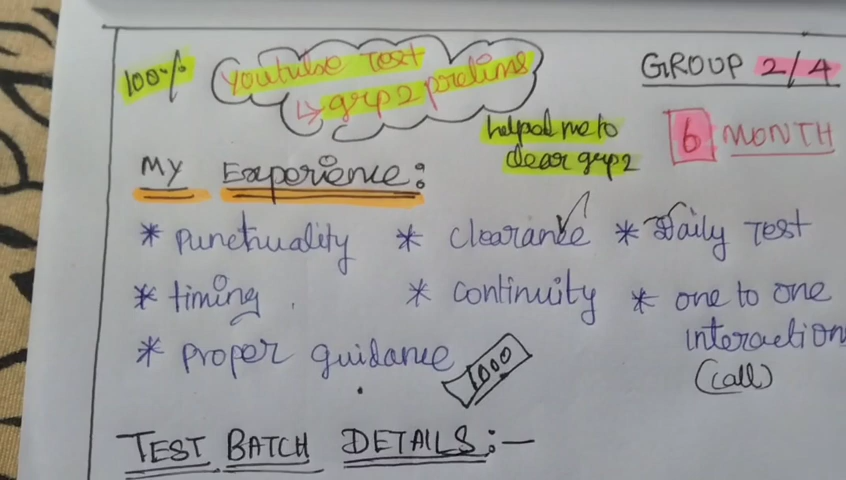 100% Youtube Test GROUP 2/4
↳ grp 2 prelims
helped me to 6 MONTH
clear grp 2
MY Experience:
* Punctuality * clearance * Daily Test
* timing * continuity * one to one
interaction
* proper guidance 1000 (call)
TEST BATCH DETAILS:-